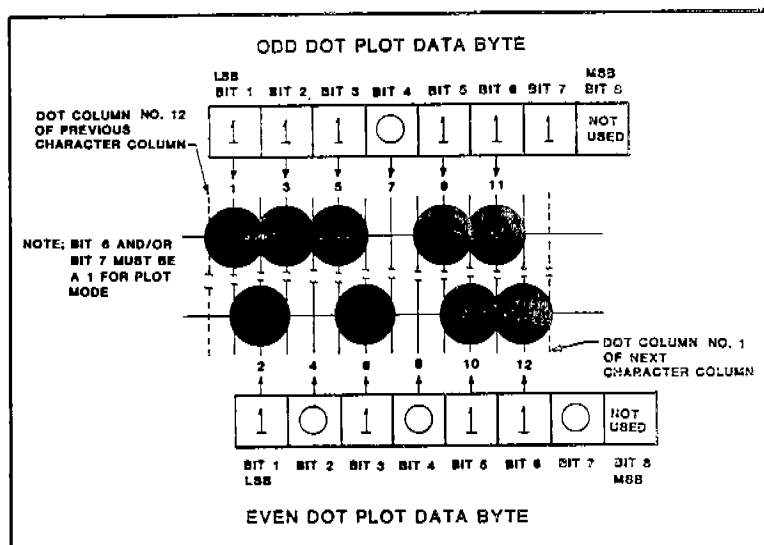 ODD DOT PLOT DATA BYTE
LSB
BIT 1 BIT 2 BIT 3 BIT 4 BIT 5 BIT 6 BIT 7 MSB BIT 8
DOT COLUMN NO. 12
OF PREVIOUS
CHARACTER COLUMN
1 1 1 0 1 1 1 NOT USED
1 3 5 7 9 11
NOTE; BIT 6 AND/OR
BIT 7 MUST BE
A 1 FOR PLOT
MODE
DOT COLUMN NO. 1
OF NEXT
CHARACTER COLUMN
2 4 6 8 10 12
1 0 1 0 1 1 0 NOT USED
BIT 1 BIT 2 BIT 3 BIT 4 BIT 5 BIT 6 BIT 7 BIT 8
LSB MSB
EVEN DOT PLOT DATA BYTE